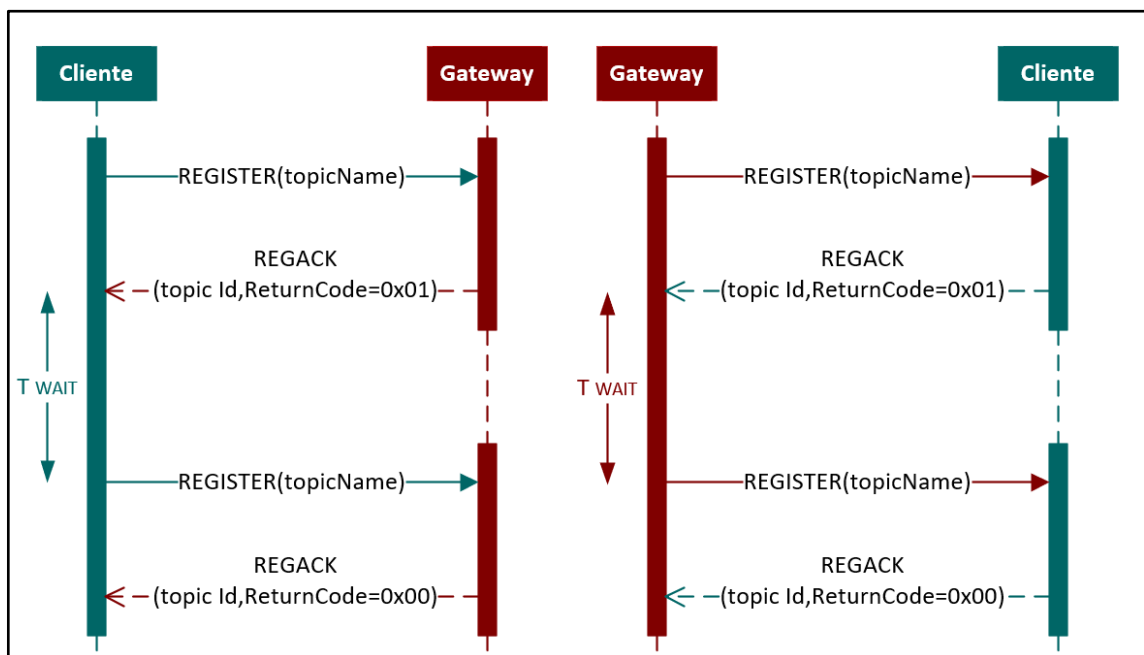 Cliente
Gateway
REGISTER(topicName)
REGACK
(topic Id,ReturnCode=0x01)
T WAIT
REGISTER(topicName)
REGACK
(topic Id,ReturnCode=0x00)
Gateway
Cliente
REGISTER(topicName)
REGACK
(topic Id,ReturnCode=0x01)
T WAIT
REGISTER(topicName)
REGACK
(topic Id,ReturnCode=0x00)